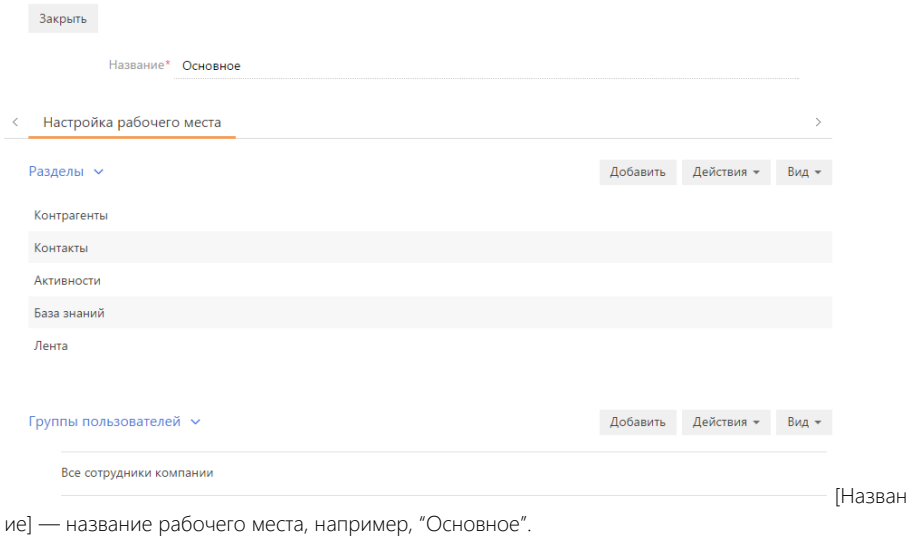 Закрыть
Название* Основное
Настройка рабочего места
Разделы Добавить Действия Вид
Контрагенты
Контакты
Активности
База знаний
Лента
Группы пользователей Добавить Действия Вид
Все сотрудники компании
[Назван
ие] — название рабочего места, например, “Основное”.